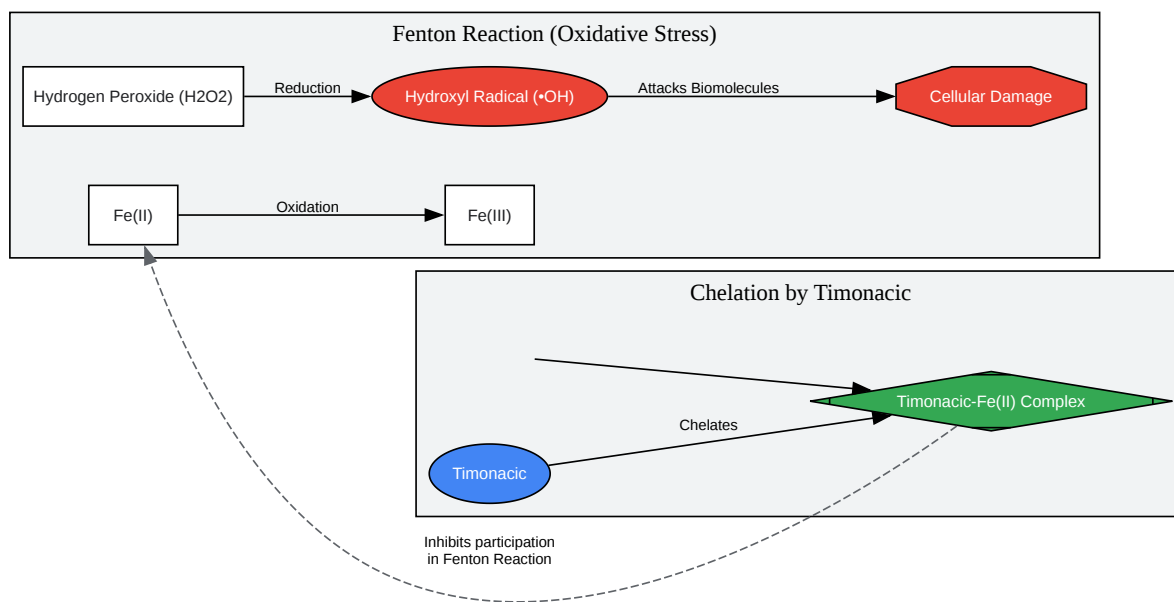 Fenton Reaction (Oxidative Stress)
Hydrogen Peroxide (H2O2)
Reduction
Hydroxyl Radical (•OH)
Attacks Biomolecules
Cellular Damage
Fe(II)
Oxidation
Fe(III)
Chelation by Timonacic
Timonacic-Fe(II) Complex
Chelates
Timonacic
Inhibits participation
in Fenton Reaction